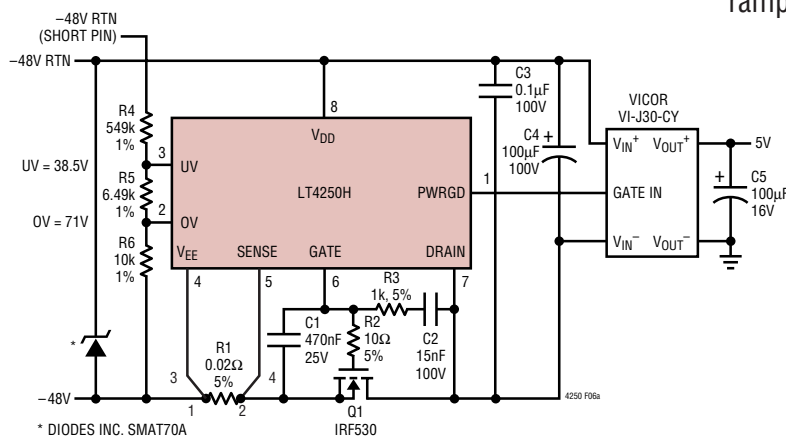 ramp
–48V RTN
(SHORT PIN)
–48V RTN
R4
549k
1%
UV = 38.5V
R5
6.49k
1%
OV = 71V
R6
10k
1%
*
–48V
* DIODES INC. SMAT70A
8
VDD
3
UV
2
OV
LT4250H
PWRGD
1
VEE
SENSE
GATE
DRAIN
4
5
6
7
R3
1k, 5%
C1
470nF
25V
R2
10Ω
5%
C2
15nF
100V
R1
0.02Ω
5%
3
4
1
2
Q1
IRF530
4250 F06a
C3
0.1µF
100V
C4
100µF
100V
+
VICOR
VI-J30-CY
VIN+
VOUT+
5V
GATE IN
VIN–
VOUT–
+
C5
100µF
16V